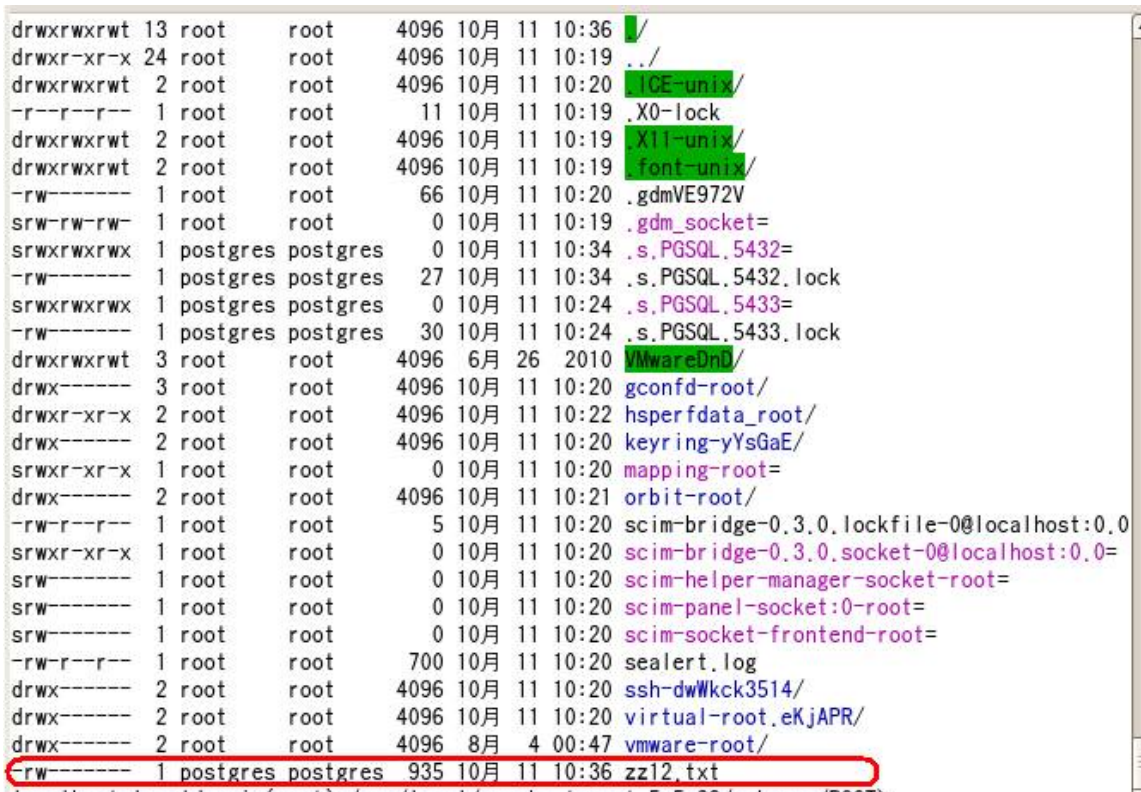 drwxrwxrwt 13 root root 4096 10月 11 10:36 ./
drwxr-xr-x 24 root root 4096 10月 11 10:19 ../
drwxrwxrwt 2 root root 4096 10月 11 10:20 .ICE-unix/
-r--r--r-- 1 root root 11 10月 11 10:19 .X0-lock
drwxrwxrwt 2 root root 4096 10月 11 10:19 .X11-unix/
drwxrwxrwt 2 root root 4096 10月 11 10:19 .font-unix/
-rw------- 1 root root 66 10月 11 10:20 .gdmVE972V
srw-rw-rw- 1 root root 0 10月 11 10:19 .gdm_socket=
srwxrwxrwx 1 postgres postgres 0 10月 11 10:34 .s.PGSQL.5432=
-rw------- 1 postgres postgres 27 10月 11 10:34 .s.PGSQL.5432.lock
srwxrwxrwx 1 postgres postgres 0 10月 11 10:24 .s.PGSQL.5433=
-rw------- 1 postgres postgres 30 10月 11 10:24 .s.PGSQL.5433.lock
drwxrwxrwt 3 root root 4096 6月 26 2010 VMwareDnD/
drwx------ 3 root root 4096 10月 11 10:20 gconfd-root/
drwxr-xr-x 2 root root 4096 10月 11 10:22 hsperfdata_root/
drwx------ 2 root root 4096 10月 11 10:20 keyring-yYsGaE/
srwxr-xr-x 1 root root 0 10月 11 10:20 mapping-root=
drwx------ 2 root root 4096 10月 11 10:21 orbit-root/
-rw-r--r-- 1 root root 5 10月 11 10:20 scim-bridge-0.3.0.lockfile-0@localhost:0.0
srwxr-xr-x 1 root root 0 10月 11 10:20 scim-bridge-0.3.0.socket-0@localhost:0.0=
srw------- 1 root root 0 10月 11 10:20 scim-helper-manager-socket-root=
srw------- 1 root root 0 10月 11 10:20 scim-panel-socket:0-root=
srw------- 1 root root 0 10月 11 10:20 scim-socket-frontend-root=
-rw-r--r-- 1 root root 700 10月 11 10:20 sealert.log
drwx------ 2 root root 4096 10月 11 10:20 ssh-dwWkck3514/
drwx------ 2 root root 4096 10月 11 10:20 virtual-root.eKjAPR/
drwx------ 2 root root 4096 8月 4 00:47 vmware-root/
-rw------- 1 postgres postgres 935 10月 11 10:36 zz12.txt